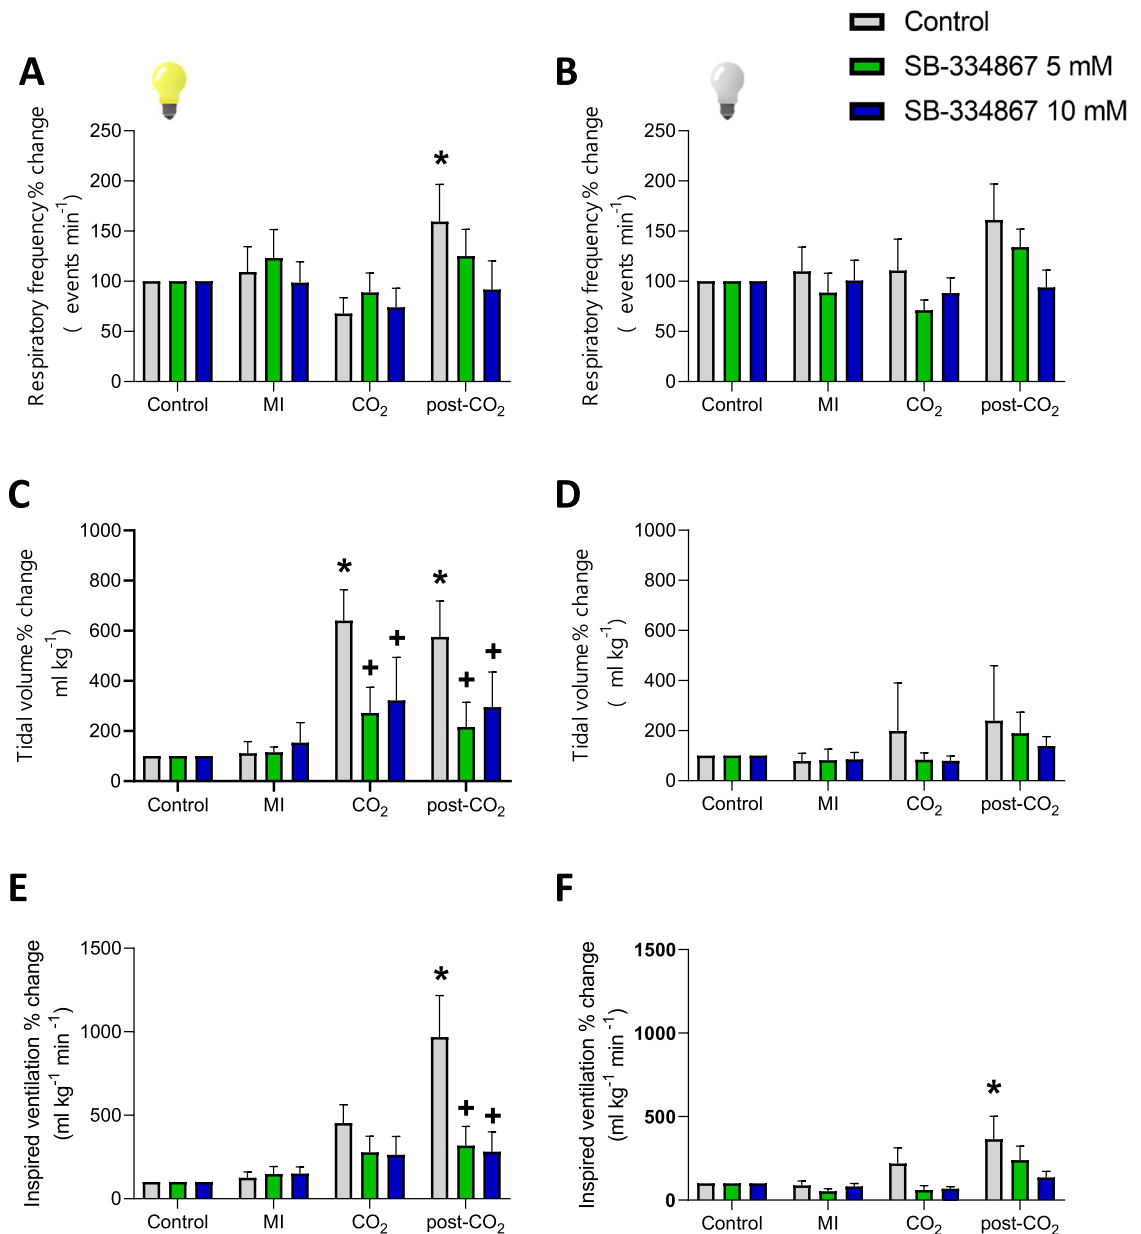 Control
SB-334867 5 mM
SB-334867 10 mM
A
Respiratory frequency% change
( events min-1)
250
200
150
100
50
0
*
Control MI CO2 post-CO2
B
Respiratory frequency% change
( events min-1)
250
200
150
100
50
0
Control MI CO2 post-CO2
C
Tidal volume% change
ml kg-1)
1000
800
600
400
200
0
* + + * + +
Control MI CO2 post-CO2
D
Tidal volume% change
( ml kg-1)
1000
800
600
400
200
0
Control MI CO2 post-CO2
E
Inspired ventilation % change
(ml kg-1 min -1)
1500
1000
500
0
* + +
Control MI CO2 post-CO2
F
Inspired ventilation % change
(ml kg-1 min -1)
1500
1000
500
0
*
Control MI CO2 post-CO2